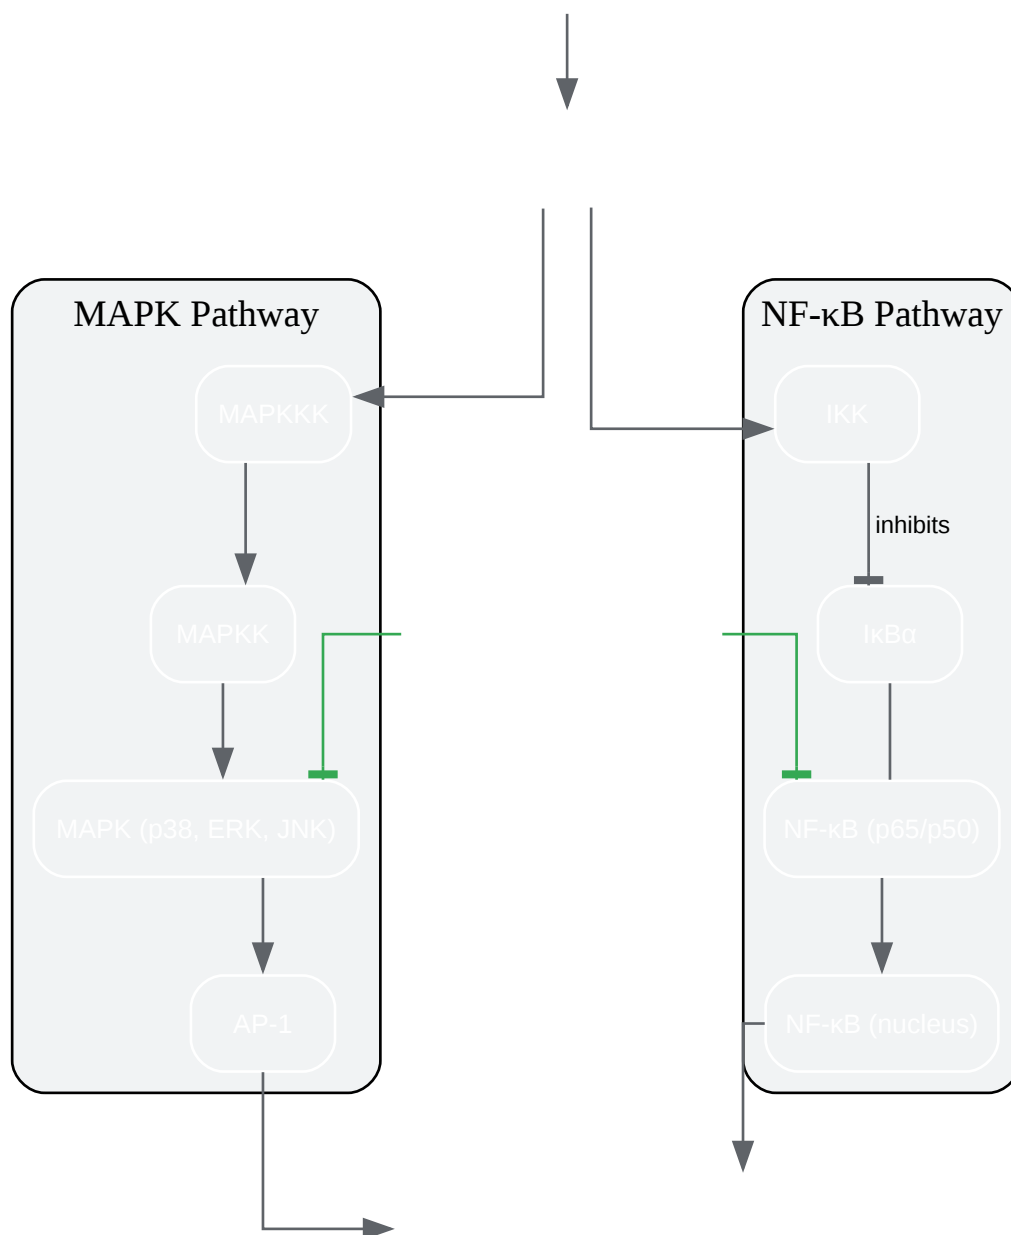 MAPK Pathway
NF-κB Pathway
MAPKKK
IKK
inhibits
MAPKK
IκBα
MAPK (p38, ERK, JNK)
NF-κB (p65/p50)
AP-1
NF-κB (nucleus)